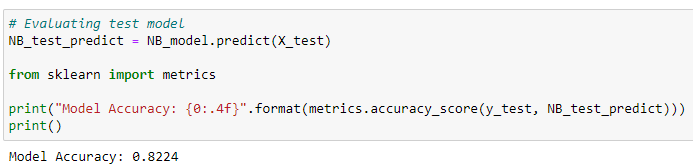 # Evaluating test model
NB_test_predict = NB_model.predict(X_test)
from sklearn import metrics
print("Model Accuracy: {0:.4f}".format(metrics.accuracy_score(y_test, NB_test_predict)))
print()
Model Accuracy: 0.8224